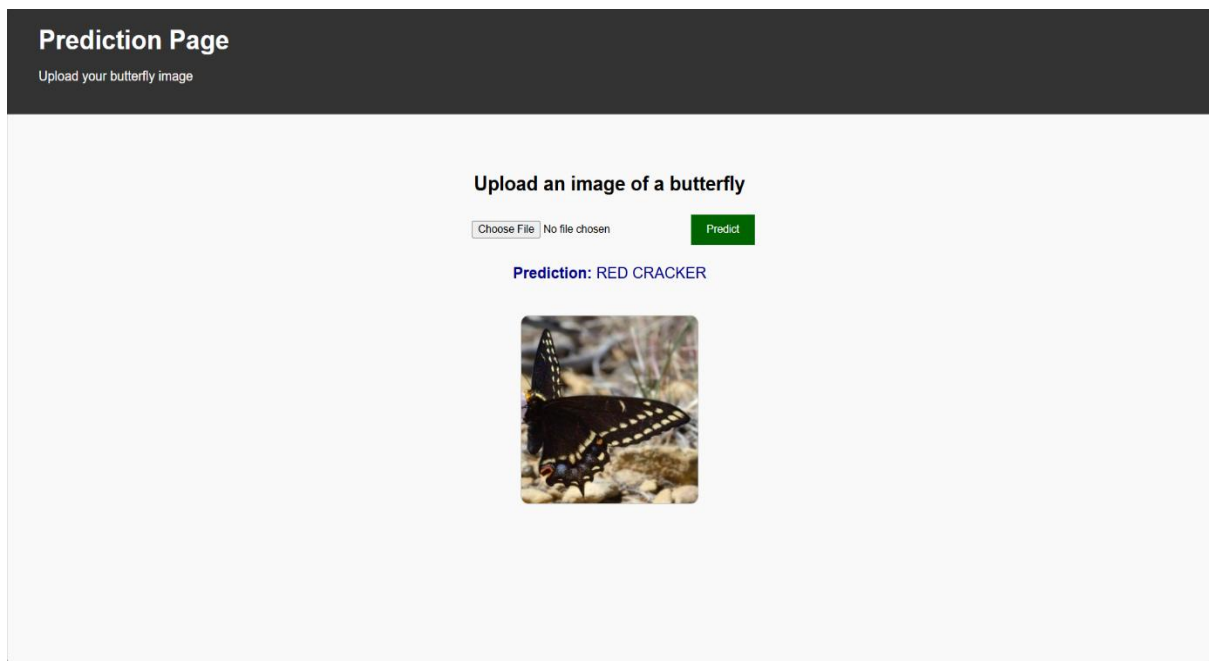 Prediction Page
Upload your butterfly image
Upload an image of a butterfly
Choose File No file chosen Predict
Prediction: RED CRACKER